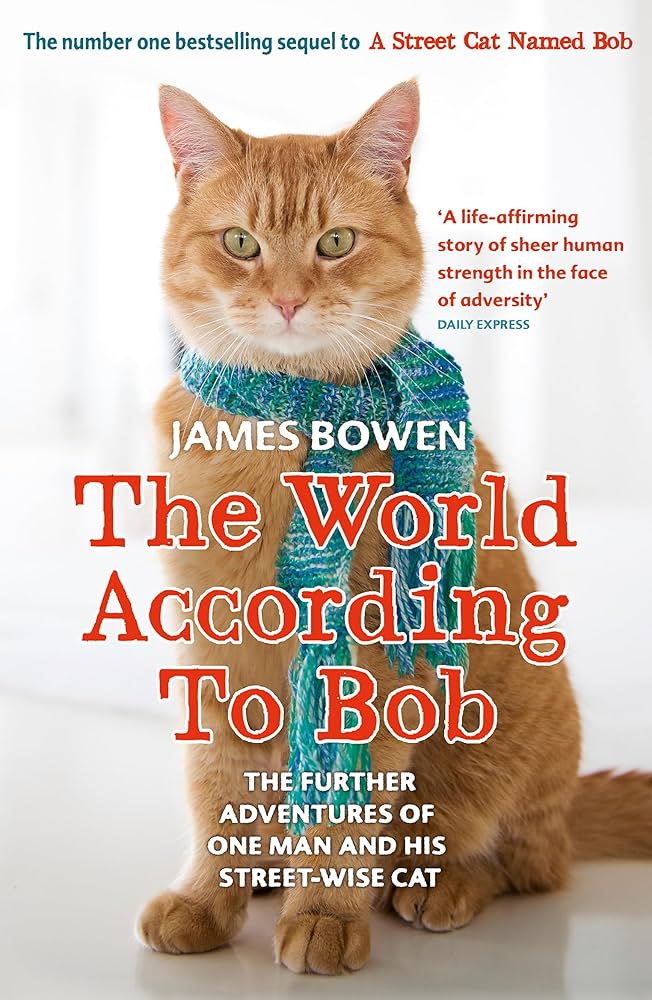 The number one bestselling sequel to A Street Cat Named Bob
‘A life-affirming
story of sheer human
strength in the face
of adversity’
DAILY EXPRESS
JAMES BOWEN
The World
According
To Bob
THE FURTHER
ADVENTURES OF
ONE MAN AND HIS
STREET-WISE CAT